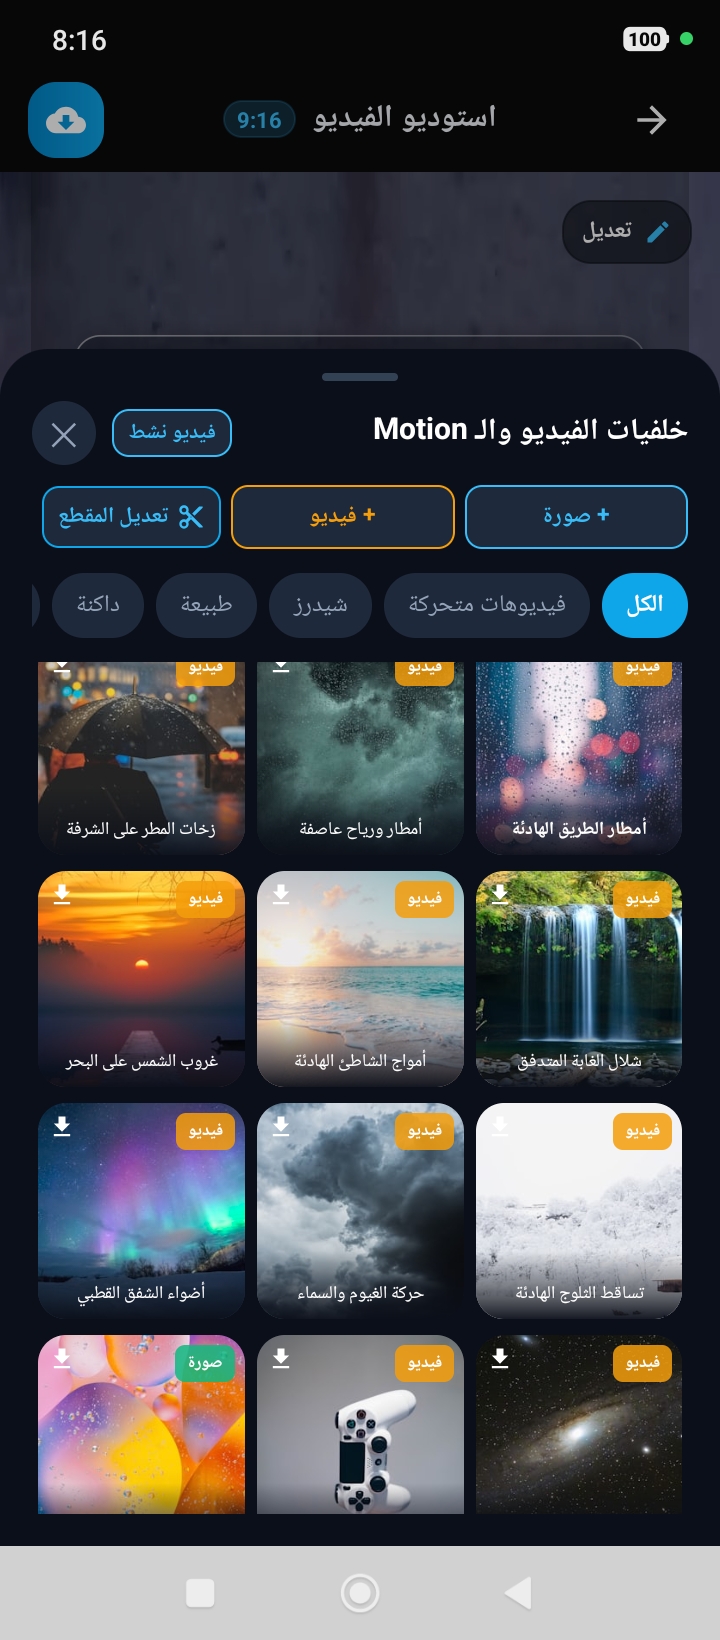 8:16
100
استوديو الفيديو 9:16
تعديل
خلفيات الفيديو والـ Motion
فيديو نشط
+ صورة
+ فيديو
تعديل المقطع
الكل
فيديوهات متحركة
شيدرز
طبيعة
داكنة
فيديو
فيديو
فيديو
أمطار الطريق الهادئة
أمطار ورياح عاصفة
زخات المطر على الشرفة
فيديو
فيديو
فيديو
شلال الغابة المتدفق
أمواج الشاطئ الهادئة
غروب الشمس على البحر
فيديو
فيديو
فيديو
تساقط الثلوج الهادئة
حركة الغيوم والسماء
أضواء الشفق القطبي
فيديو
فيديو
صورة